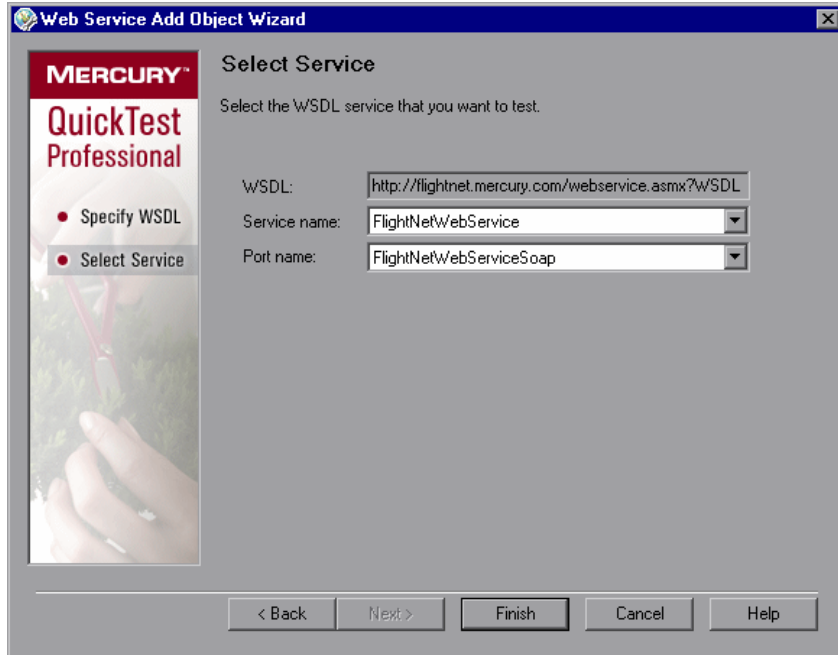 Web Service Add Object Wizard
MERCURY™
QuickTest
Professional
Specify WSDL
Select Service
Select Service
Select the WSDL service that you want to test.
WSDL: http://flightnet.mercury.com/webservice.asmx?WSDL
Service name: FlightNetWebService
Port name: FlightNetWebServiceSoap
< Back Next > Finish Cancel Help